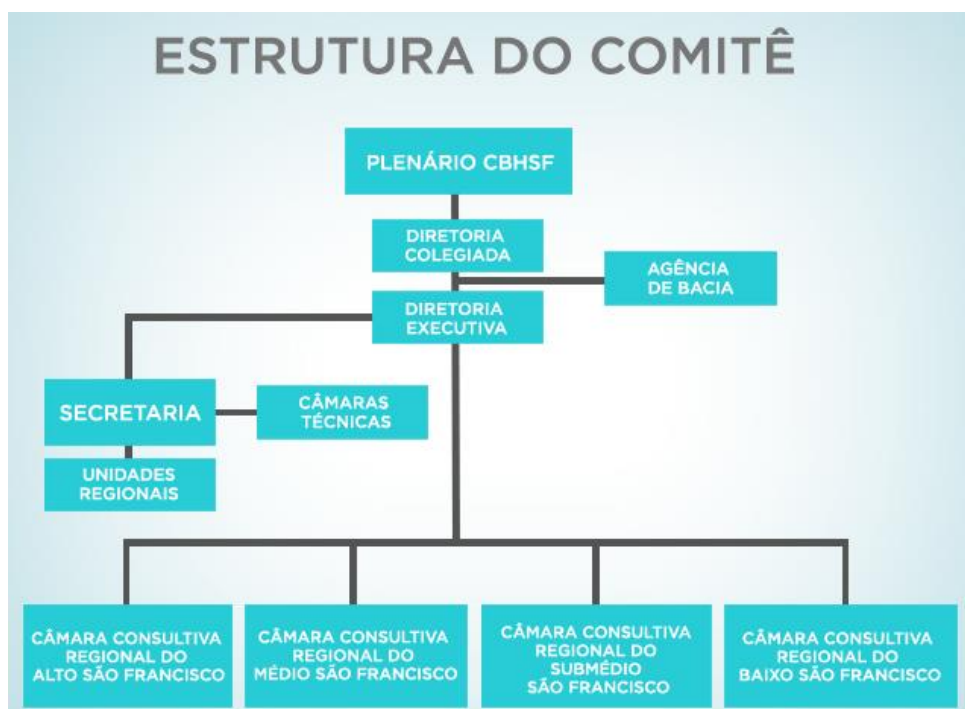 ESTRUTURA DO COMITÊ
PLENÁRIO CBHSF
DIRETORIA
COLEGIADA
AGÊNCIA
DE BACIA
DIRETORIA
EXECUTIVA
SECRETARIA
CÂMARAS
TÉCNICAS
UNIDADES
REGIONAIS
CÂMARA CONSULTIVA
REGIONAL DO
ALTO SÃO FRANCISCO
CÂMARA CONSULTIVA
REGIONAL DO
MÉDIO SÃO FRANCISCO
CÂMARA CONSULTIVA
REGIONAL DO
SUBMÉDIO
SÃO FRANCISCO
CÂMARA CONSULTIVA
REGIONAL DO
BAIXO SÃO FRANCISCO